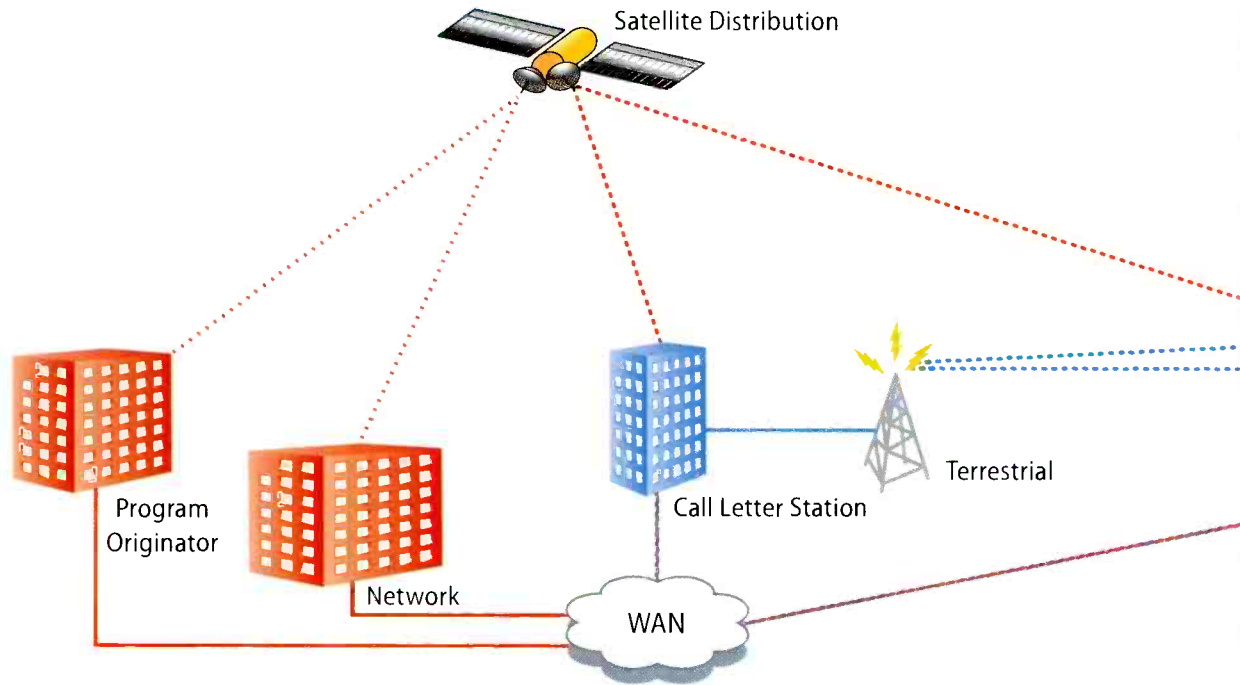 Satellite Distribution
Program
Originator
Network
Call Letter Station
Terrestrial
WAN